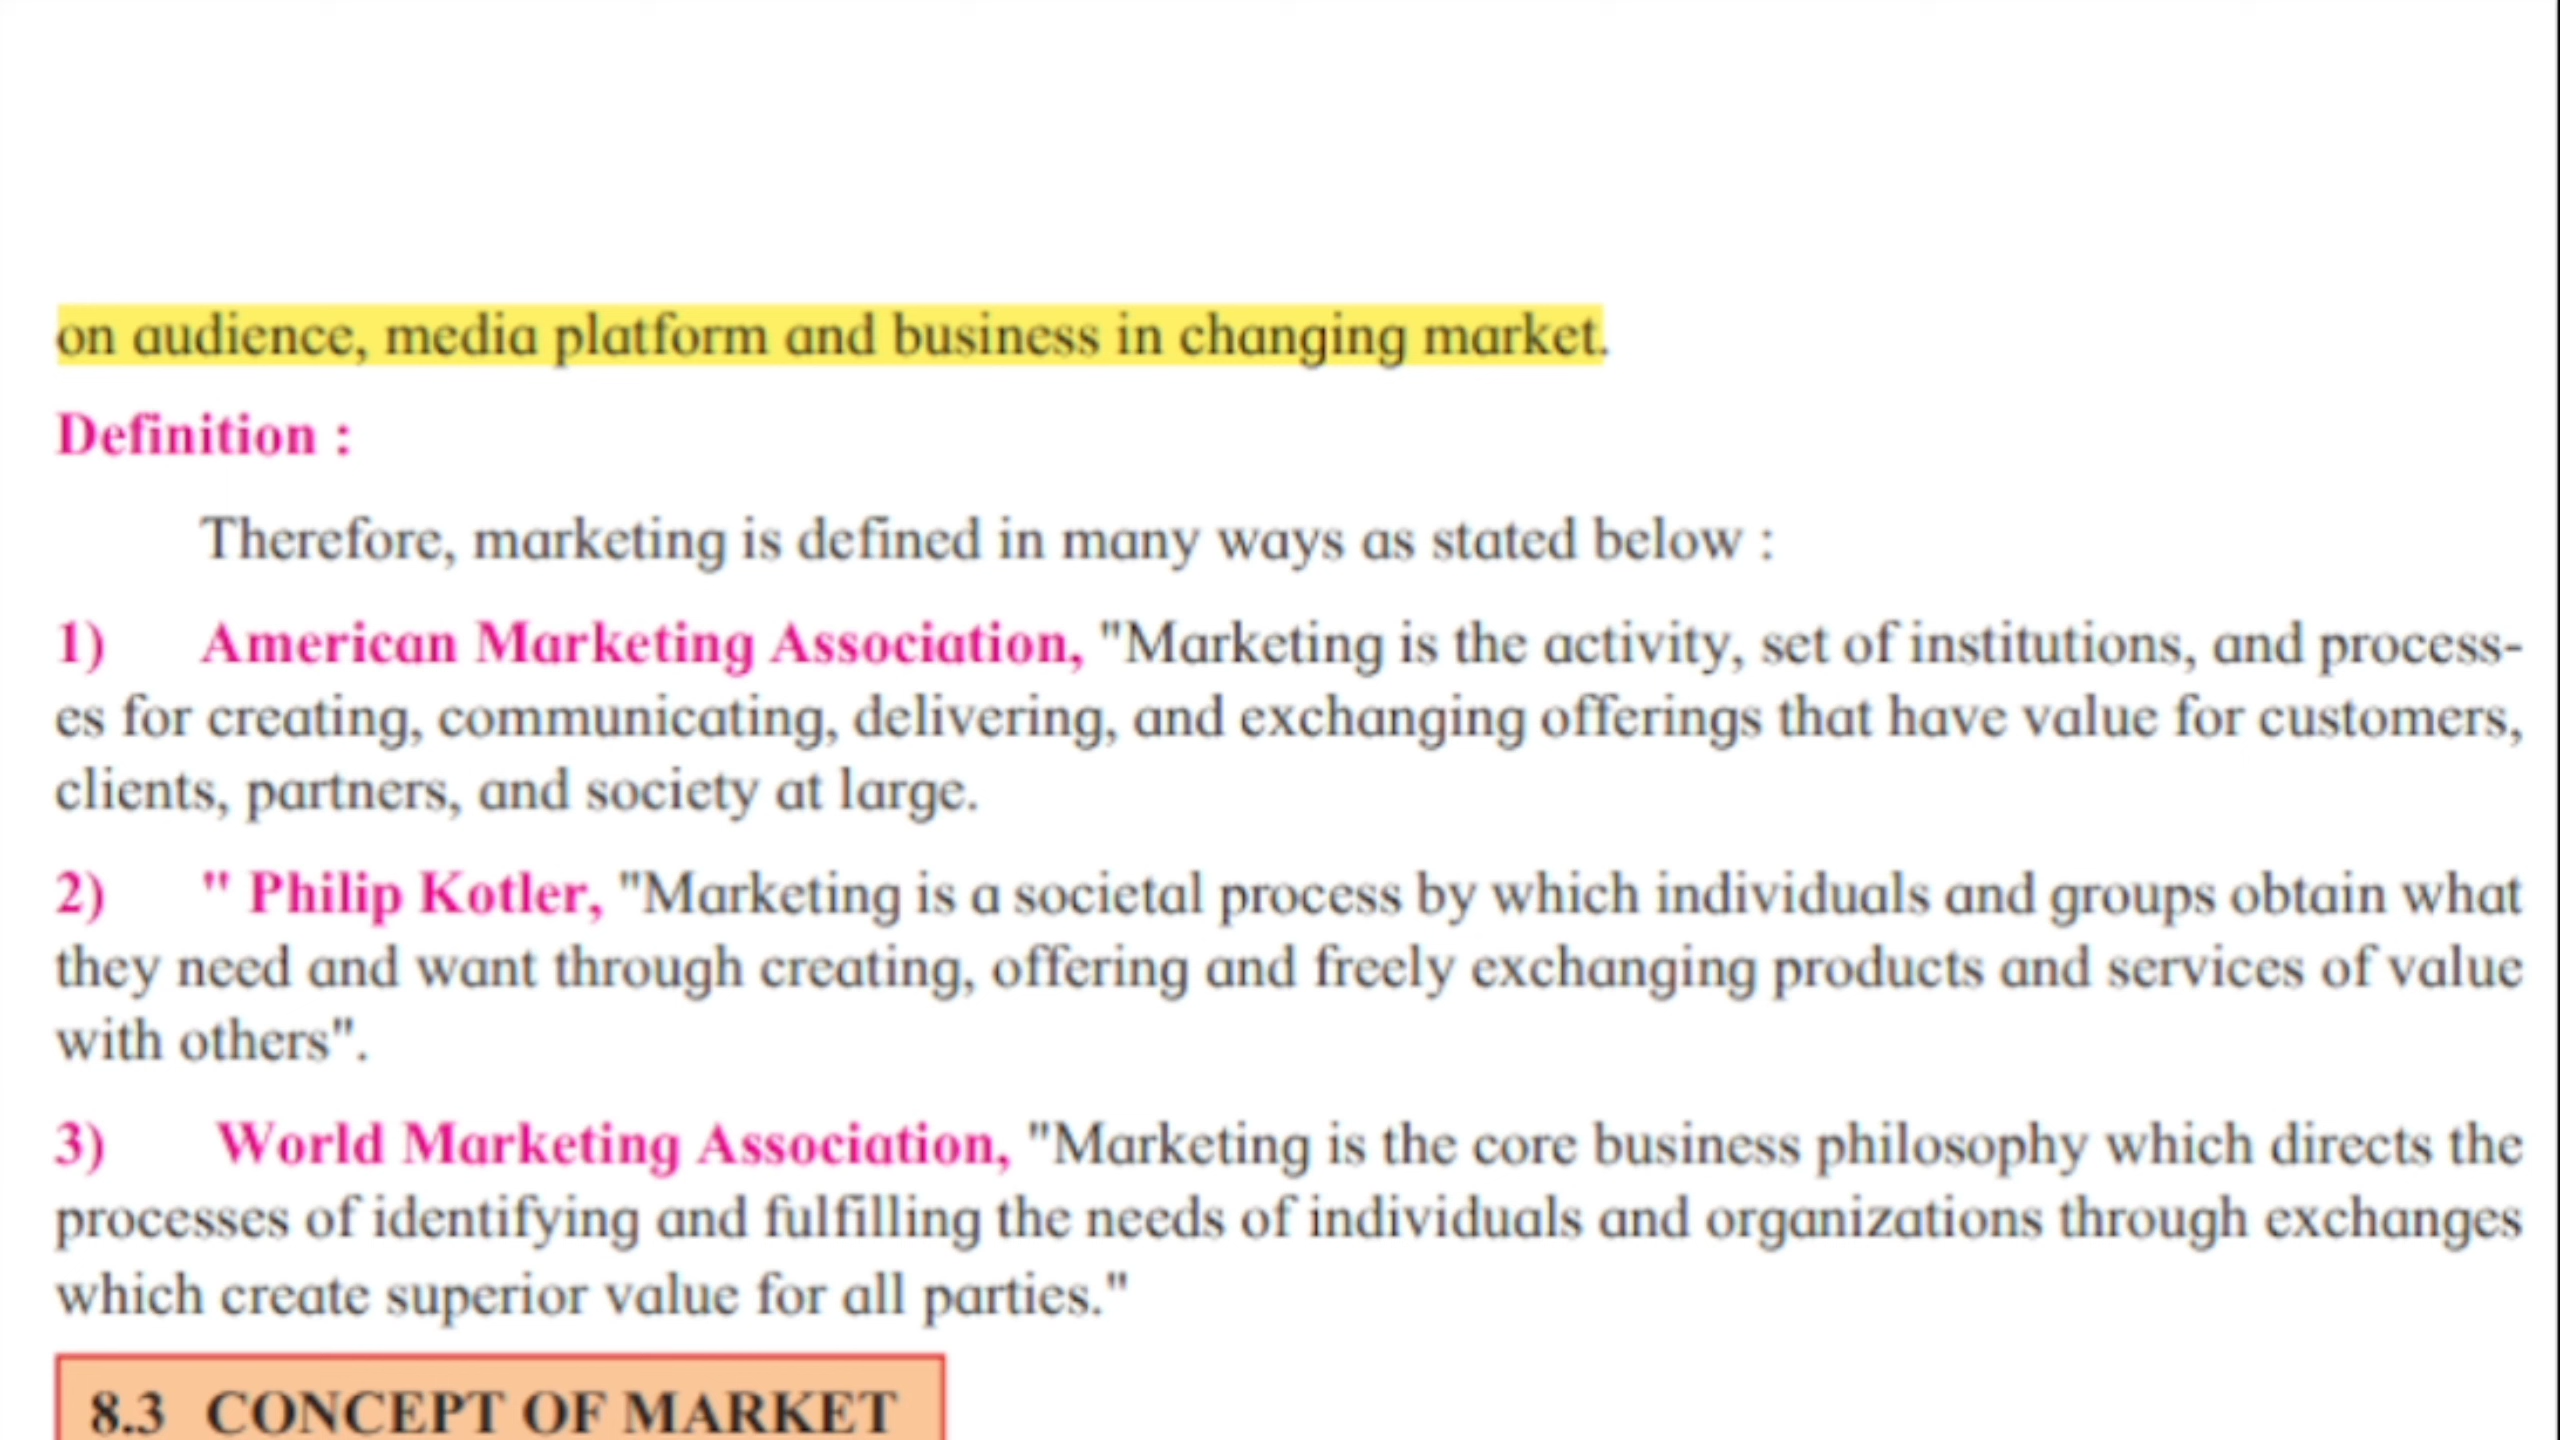 on audience, media platform and business in changing market.
Definition :
Therefore, marketing is defined in many ways as stated below :
1) American Marketing Association, "Marketing is the activity, set of institutions, and process-
es for creating, communicating, delivering, and exchanging offerings that have value for customers,
clients, partners, and society at large.
2) " Philip Kotler, "Marketing is a societal process by which individuals and groups obtain what
they need and want through creating, offering and freely exchanging products and services of value
with others".
3) World Marketing Association, "Marketing is the core business philosophy which directs the
processes of identifying and fulfilling the needs of individuals and organizations through exchanges
which create superior value for all parties."
8.3 CONCEPT OF MARKET